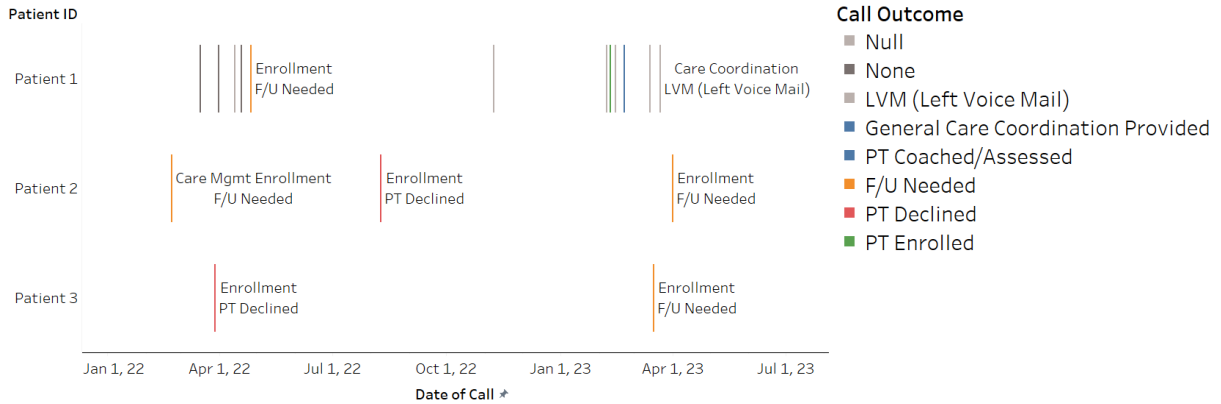 Patient ID
Patient 1
Enrollment
F/U Needed
Care Coordination
LVM (Left Voice Mail)
Patient 2
Care Mgmt Enrollment
F/U Needed
Enrollment
PT Declined
Enrollment
F/U Needed
Patient 3
Enrollment
PT Declined
Enrollment
F/U Needed
Jan 1, 22
Apr 1, 22
Jul 1, 22
Oct 1, 22
Jan 1, 23
Apr 1, 23
Jul 1, 23
Date of Call
Call Outcome
Null
None
LVM (Left Voice Mail)
General Care Coordination Provided
PT Coached/Assessed
F/U Needed
PT Declined
PT Enrolled